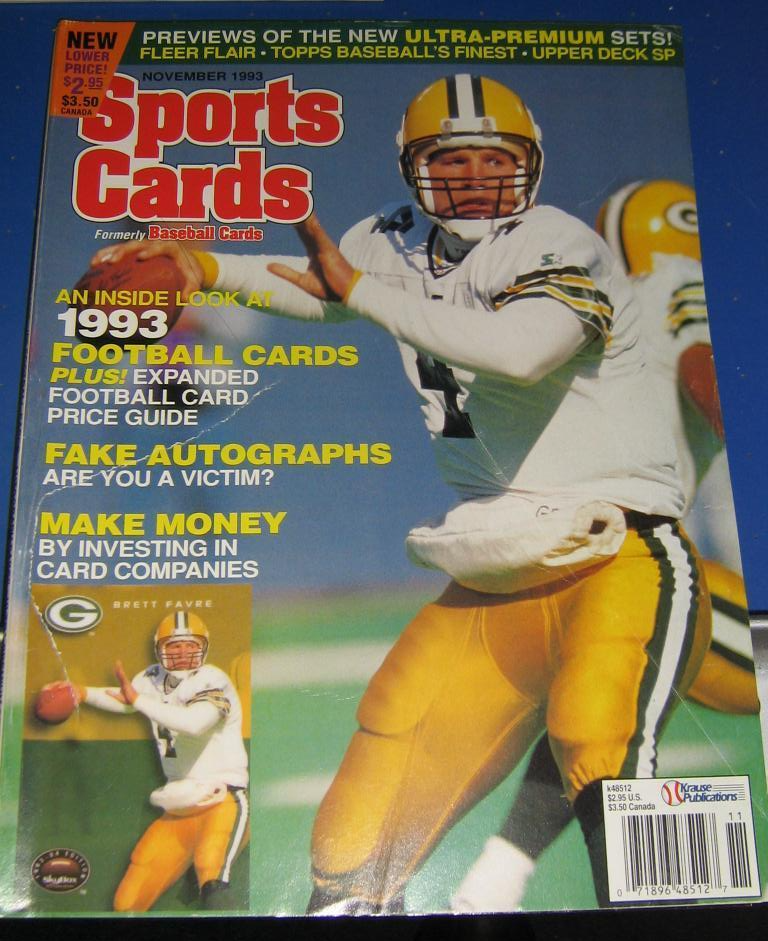 PREVIEWS OF THE NEW ULTRA-PREMIUM SETS!
FLEER FLAIR • TOPPS BASEBALL'S FINEST • UPPER DECK SP
NEW
LOWER
PRICE!
$2.95
$3.50
CANADA
NOVEMBER 1993
Sports
Cards
Formerly Baseball Cards
AN INSIDE LOOK AT
1993
FOOTBALL CARDS
PLUS! EXPANDED
FOOTBALL CARD
PRICE GUIDE
FAKE AUTOGRAPHS
ARE YOU A VICTIM?
MAKE MONEY
BY INVESTING IN
CARD COMPANIES
G
BRETT FAVRE
4
SkyBox
4
G
k48512
$2.95 U.S.
$3.50 Canada
Krause
Publications
11
0 71896 48512 7